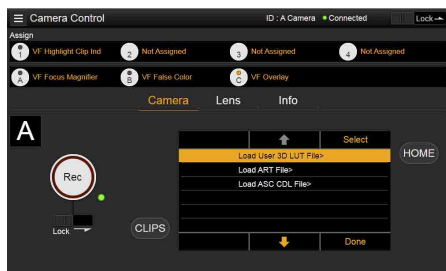 Camera Control
ID : A Camera
Connected
Lock
Assign
1 VF Highlight Clip Ind
2 Not Assigned
3 Not Assigned
4 Not Assigned
A VF Focus Magnifier
B VF False Color
C VF Overlay
Camera Lens Info
A
Select
Load User 3D LUT File>
Load ART File>
Load ASC CDL File>
HOME
Rec
Lock
CLIPS
Done